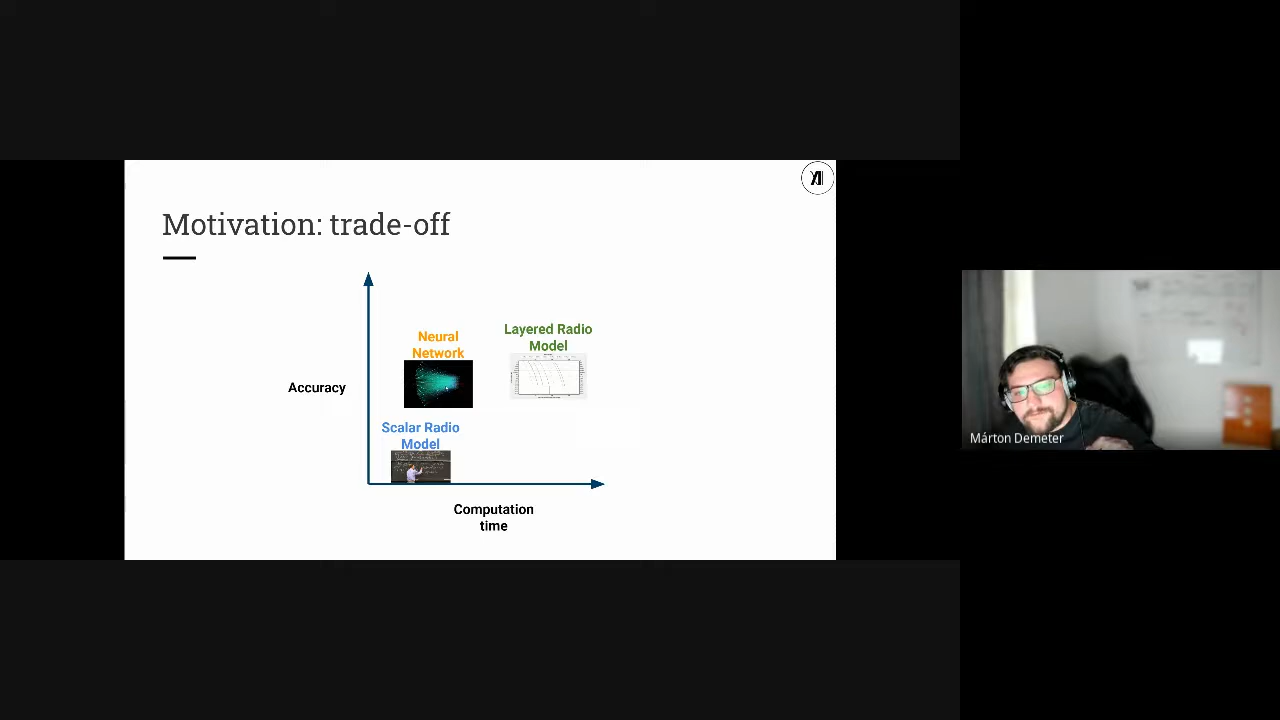 Motivation: trade-off
Neural
Network
Layered Radio
Model
Accuracy
Scalar Radio
Model
Computation
time
Márton Demeter